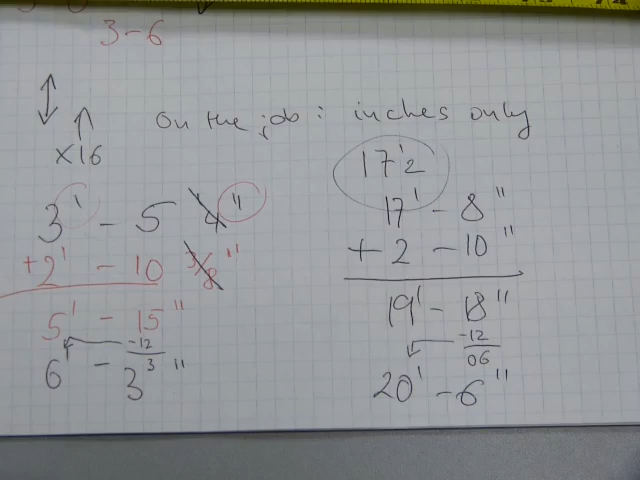 3-6
On the job : inches only
×16
17'2
3' - 5 4"
+2' - 10 3/8"
5' - 15"
-12
3
6' - 3"
17' - 8"
+ 2 - 10"
19' - 18"
-12
06
20' - 6"